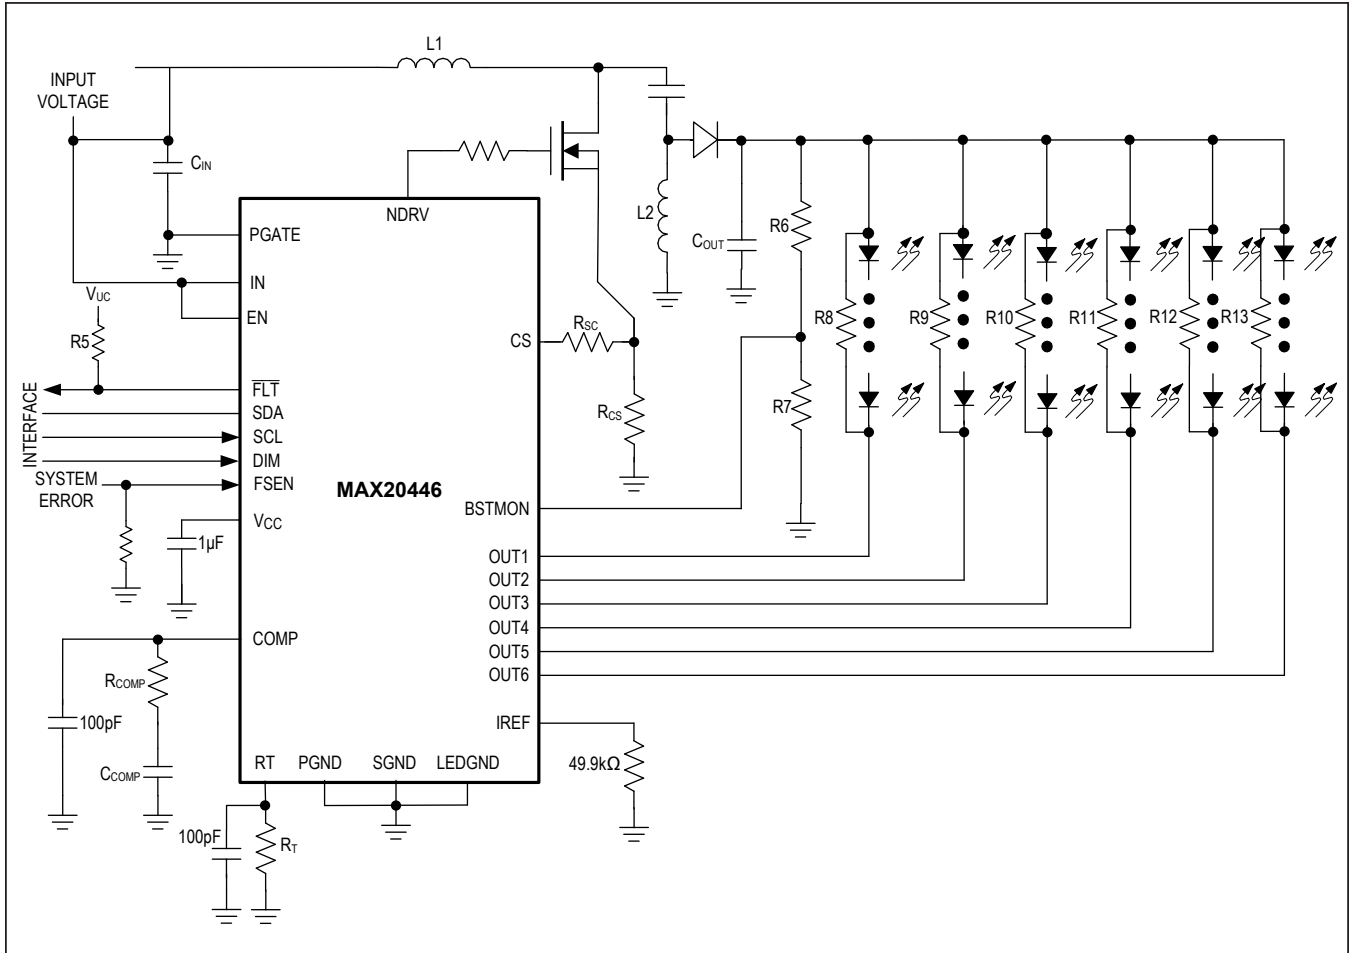 L1
INPUT
VOLTAGE
CIN
NDRV
PGATE
L2
R6
COUT
IN
VUC
EN
R5
RSC
CS
R8
R9
R10
R11
R12
R13
INTERFACE
FLT
SDA
SCL
DIM
FSEN
SYSTEM
ERROR
RCS
R7
MAX20446
BSTMON
VCC
1µF
OUT1
OUT2
OUT3
OUT4
OUT5
OUT6
COMP
RCOMP
100pF
CCOMP
IREF
49.9kΩ
RT
PGND
SGND
LEDGND
100pF
RT